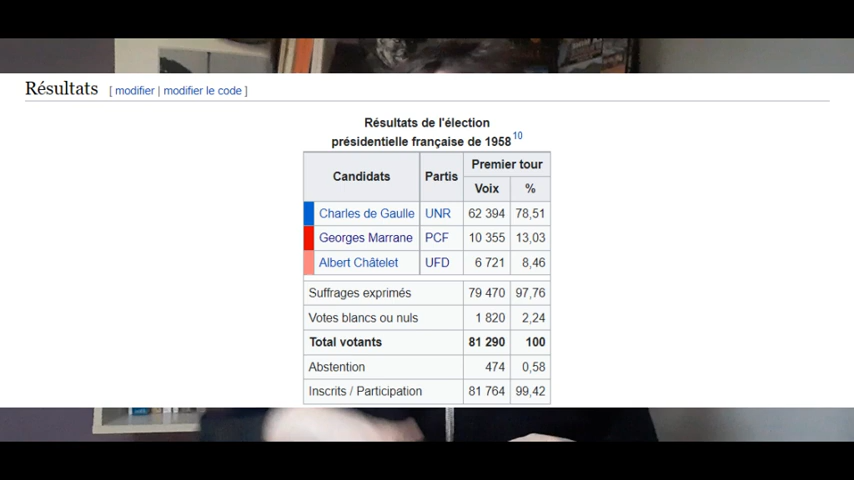 Résultats [ modifier | modifier le code ]
Résultats de l'élection
présidentielle française de 1958 10
Candidats Partis Premier tour
Voix %
Charles de Gaulle UNR 62 394 78,51
Georges Marrane PCF 10 355 13,03
Albert Châtelet UFD 6 721 8,46
Suffrages exprimés 79 470 97,76
Votes blancs ou nuls 1 820 2,24
Total votants 81 290 100
Abstention 474 0,58
Inscrits / Participation 81 764 99,42